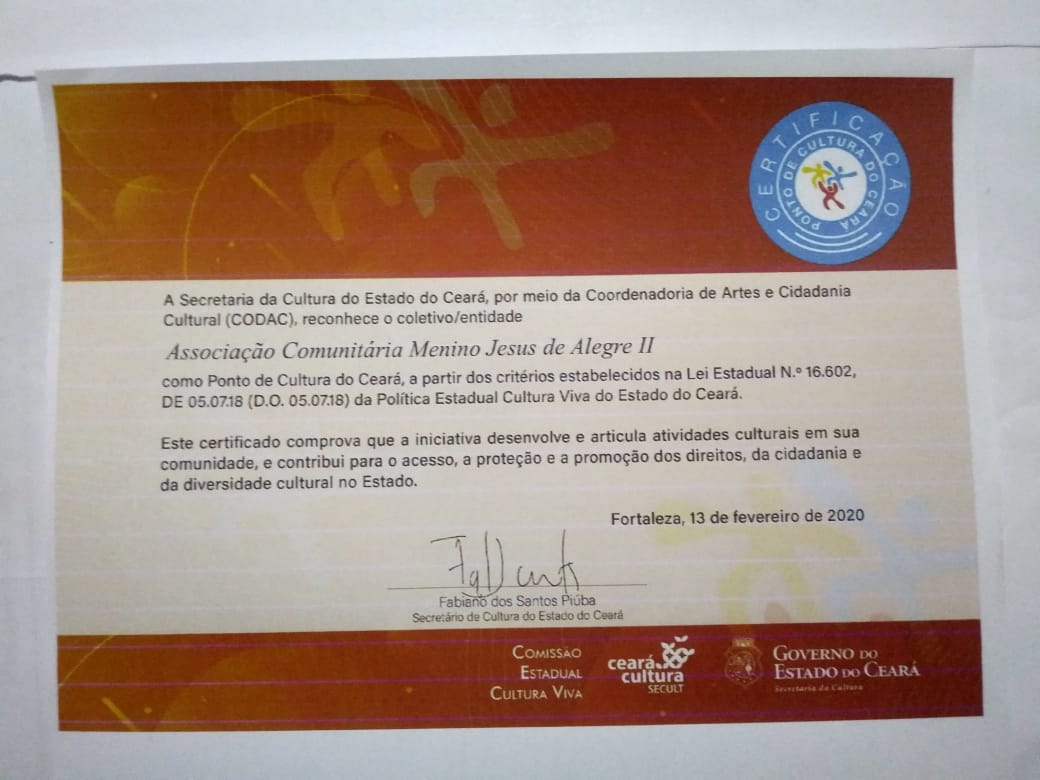 CERTIFICAÇÃO
PONTO DE CULTURA DO CEARÁ
A Secretaria da Cultura do Estado do Ceará, por meio da Coordenadoria de Artes e Cidadania
Cultural (CODAC), reconhece o coletivo/entidade
Associação Comunitária Menino Jesus de Alegre II
como Ponto de Cultura do Ceará, a partir dos critérios estabelecidos na Lei Estadual N.º 16.602,
DE 05.07.18 (D.O. 05.07.18) da Política Estadual Cultura Viva do Estado do Ceará.
Este certificado comprova que a iniciativa desenvolve e articula atividades culturais em sua
comunidade, e contribui para o acesso, a proteção e a promoção dos direitos, da cidadania e
da diversidade cultural no Estado.
Fortaleza, 13 de fevereiro de 2020
Fabiano dos Santos Piúba
Secretário de Cultura do Estado do Ceará
COMISSÃO
ESTADUAL
CULTURA VIVA
ceará
cultura
SECULT
GOVERNO DO
ESTADO DO CEARÁ
Secretaria da Cultura